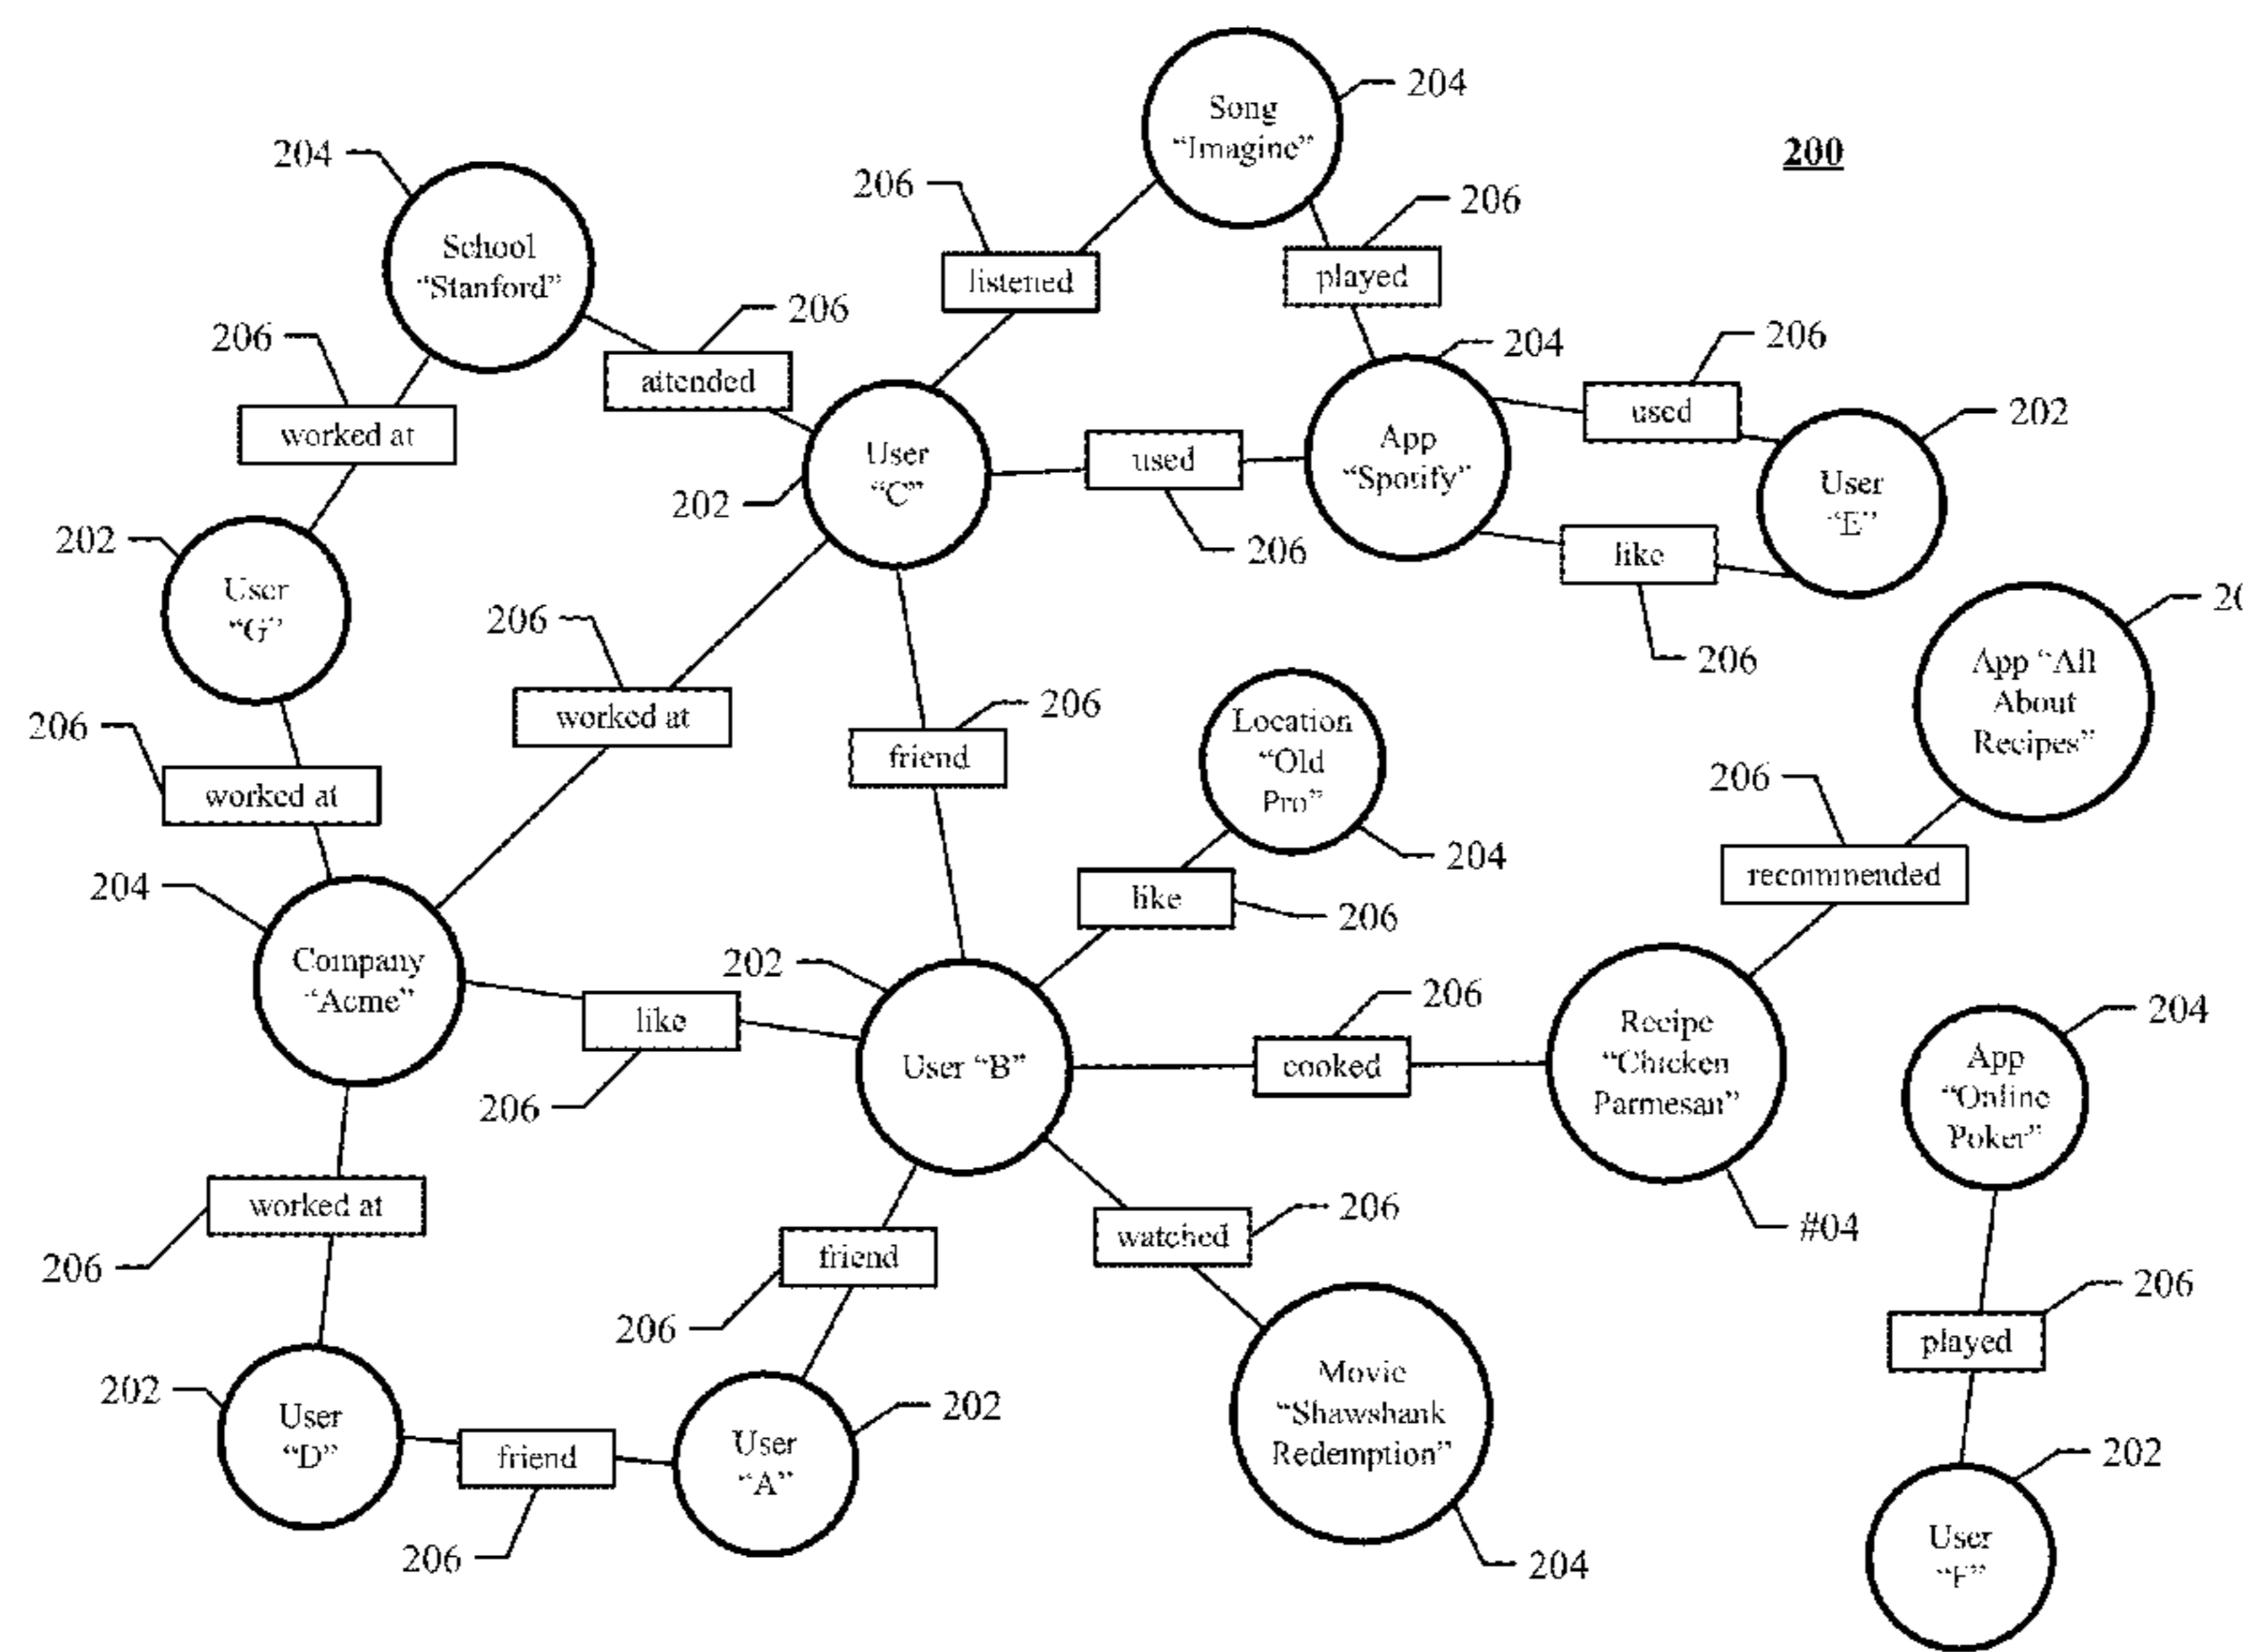 Song
“Imagine”
204
200
204
School
“Stanford”
206
listened
206
played
206
attended
206
worked at
204
App
“Spotify”
206
used
202
User
“E”
User
“C”
202
used
206
like
206
202
User
“G”
206
worked at
206
worked at
206
friend
Location
“Old
Pro”
204
App “All
About
Recipes”
206
recommended
204
Company
“Acme”
like
206
202
User “B”
like
206
206
cooked
Recipe
“Chicken
Parmesan”
#04
204
App
“Online
Poker”
worked at
206
friend
206
watched
206
206
played
202
User
“D”
friend
206
User
“A”
202
Movie
“Shawshank
Redemption”
204
202
User
“F”